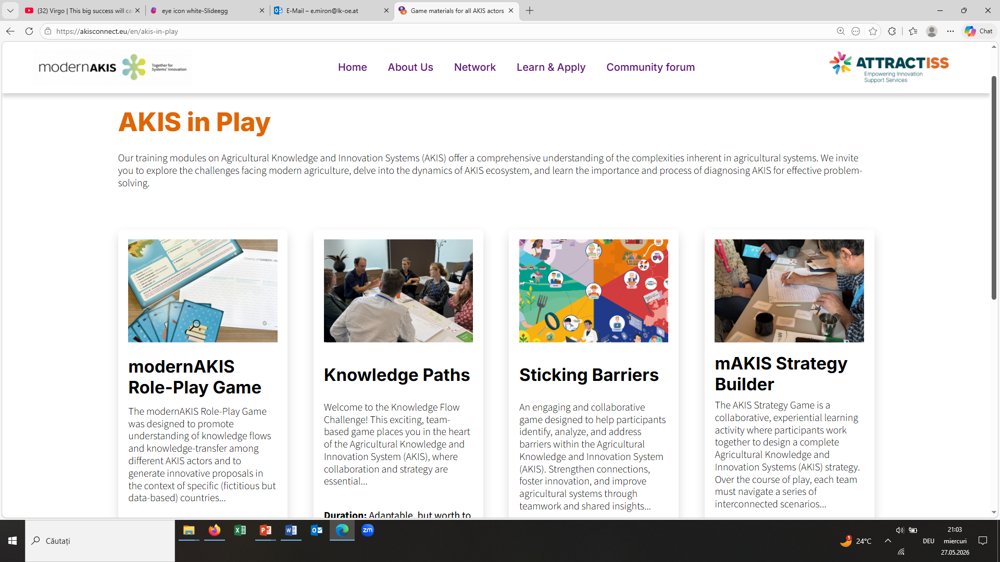 (32) Virgo | This big success will ca
eye icon white-Slideegg
E-Mail – e.miron@lk-oe.at
Game materials for all AKIS actors
https://akisconnect.eu/en/akis-in-play
Chat
modernAKIS
Together for
Systems' Innovation
Home
About Us
Network
Learn & Apply
Community forum
ATTRACTISS
Empowering Innovation
Support Services
AKIS in Play
Our training modules on Agricultural Knowledge and Innovation Systems (AKIS) offer a comprehensive understanding of the complexities inherent in agricultural systems. We invite
you to explore the challenges facing modern agriculture, delve into the dynamics of AKIS ecosystem, and learn the importance and process of diagnosing AKIS for effective problem-
solving.
modernAKIS
Role-Play Game
The modernAKIS Role-Play Game
was designed to promote
understanding of knowledge flows
and knowledge-transfer among
different AKIS actors and to
generate innovative proposals in
the context of specific (fictitious but
data-based) countries...
Knowledge Paths
Welcome to the Knowledge Flow
Challenge! This exciting, team-
based game places you in the heart
of the Agricultural Knowledge and
Innovation System (AKIS), where
collaboration and strategy are
essential...
Duration: Adaptable, but worth to
Sticking Barriers
An engaging and collaborative
game designed to help participants
identify, analyze, and address
barriers within the Agricultural
Knowledge and Innovation System
(AKIS). Strengthen connections,
foster innovation, and improve
agricultural systems through
teamwork and shared insights...
mAKIS Strategy
Builder
The AKIS Strategy Game is a
collaborative, experiential learning
activity where participants work
together to design a complete
Agricultural Knowledge and
Innovation Systems (AKIS) strategy.
Over the course of play, each team
must navigate a series of
interconnected scenarios...
Căutați
zm
5
24°C
DEU
21:03
miercuri
27.05.2026